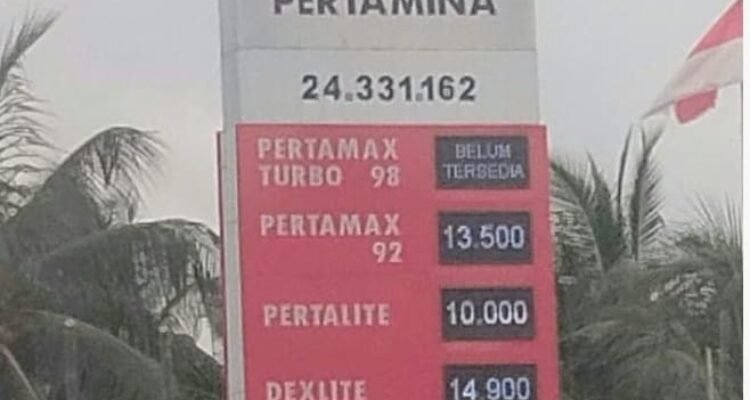 PERTAMINA
24.331.162
PERTAMAX
TURBO 98
BELUM
TERSEDIA
PERTAMAX
92
13.500
PERTALITE
10.000
DEXLITE
14.900